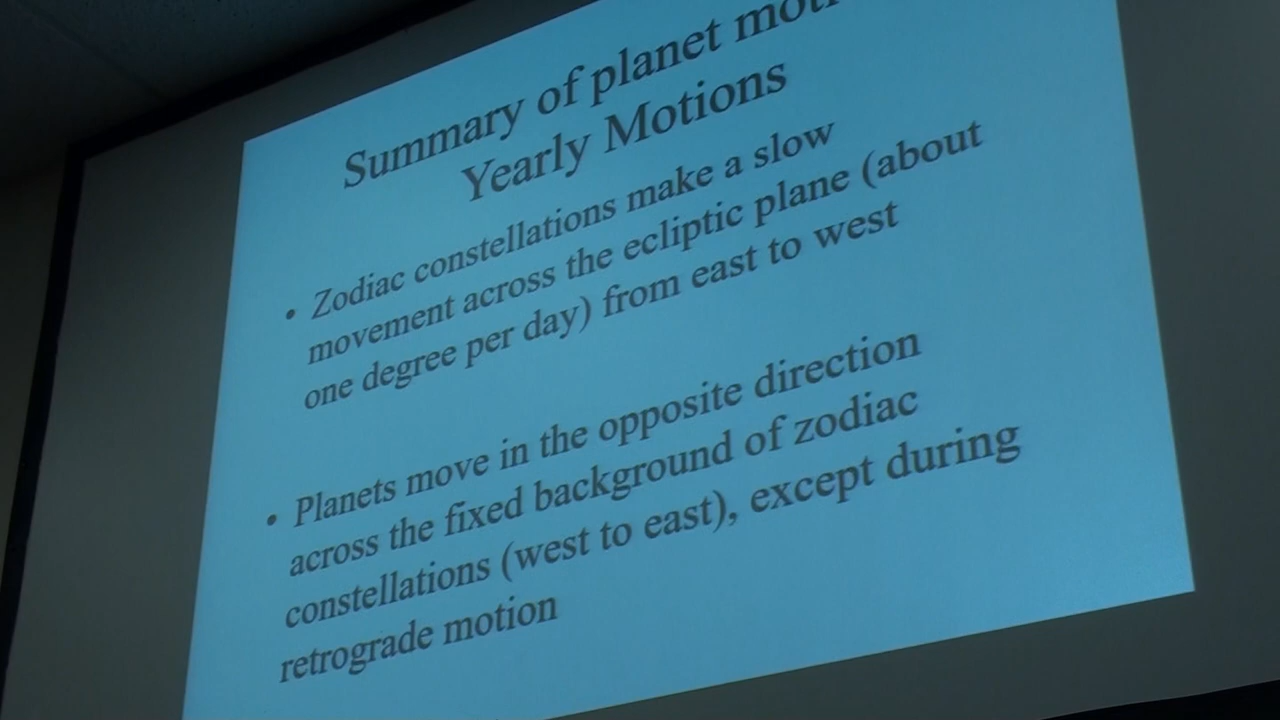 Summary of planet
Yearly Motions
• Zodiac constellations make a slow
movement across the ecliptic plane (about
one degree per day) from east to west
• Planets move in the opposite direction
across the fixed background of zodiac
constellations (west to east), except during
retrograde motion